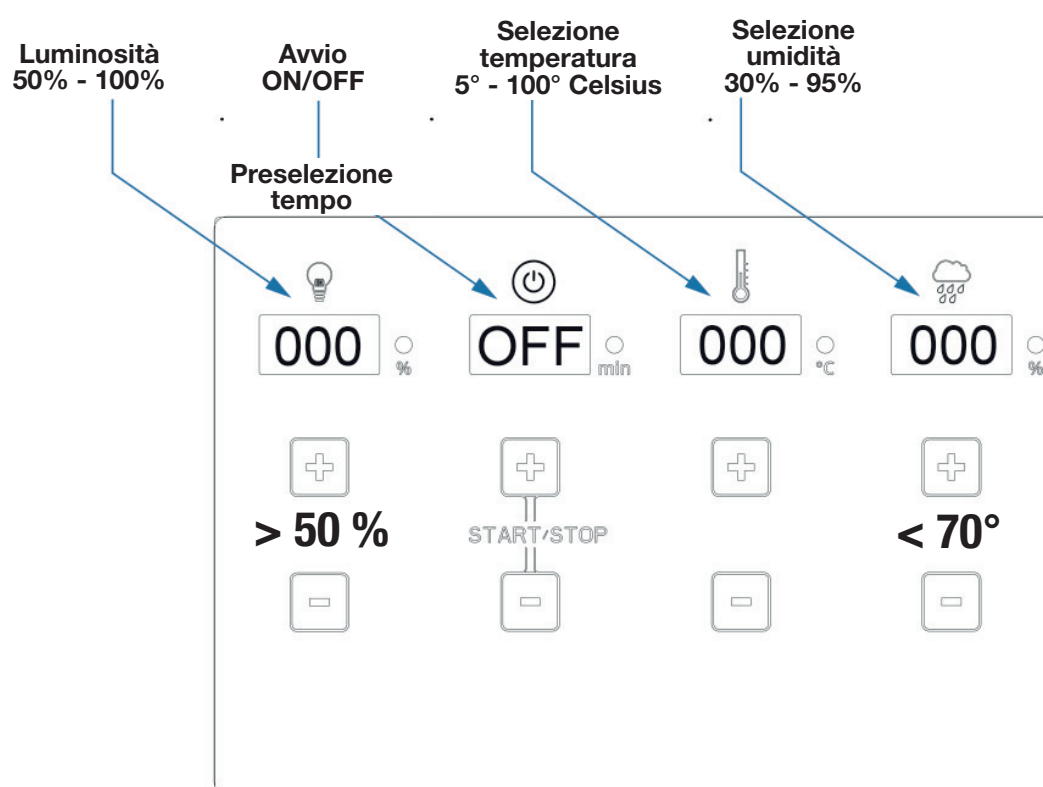 Luminosità
50% - 100%
Avvio
ON/OFF
Selezione
temperatura
5° - 100° Celsius
Selezione
umidità
30% - 95%
Preselezione
tempo
000
%
OFF
min
000
°C
000
%
> 50 %
START/STOP
< 70°